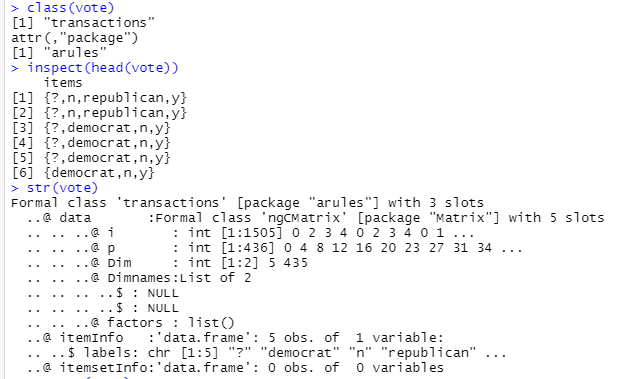 > class(vote)
[1] "transactions"
attr(,"package")
[1] "arules"
> inspect(head(vote))
    items
[1] {?,n,republican,y}
[2] {?,n,republican,y}
[3] {?,democrat,n,y}
[4] {?,democrat,n,y}
[5] {?,democrat,n,y}
[6] {democrat,n,y}
> str(vote)
Formal class 'transactions' [package "arules"] with 3 slots
  ..@ data       :Formal class 'ngCMatrix' [package "Matrix"] with 5 slots
  .. .. ..@ i       : int [1:1505] 0 2 3 4 0 2 3 4 0 1 ...
  .. .. ..@ p       : int [1:436] 0 4 8 12 16 20 23 27 31 34 ...
  .. .. ..@ Dim     : int [1:2] 5 435
  .. .. ..@ Dimnames:List of 2
  .. .. .. ..$ : NULL
  .. .. .. ..$ : NULL
  .. .. ..@ factors : list()
  ..@ itemInfo   :'data.frame': 5 obs. of  1 variable:
  .. ..$ labels: chr [1:5] "?" "democrat" "n" "republican" ...
  ..@ itemsetInfo:'data.frame': 0 obs. of  0 variables